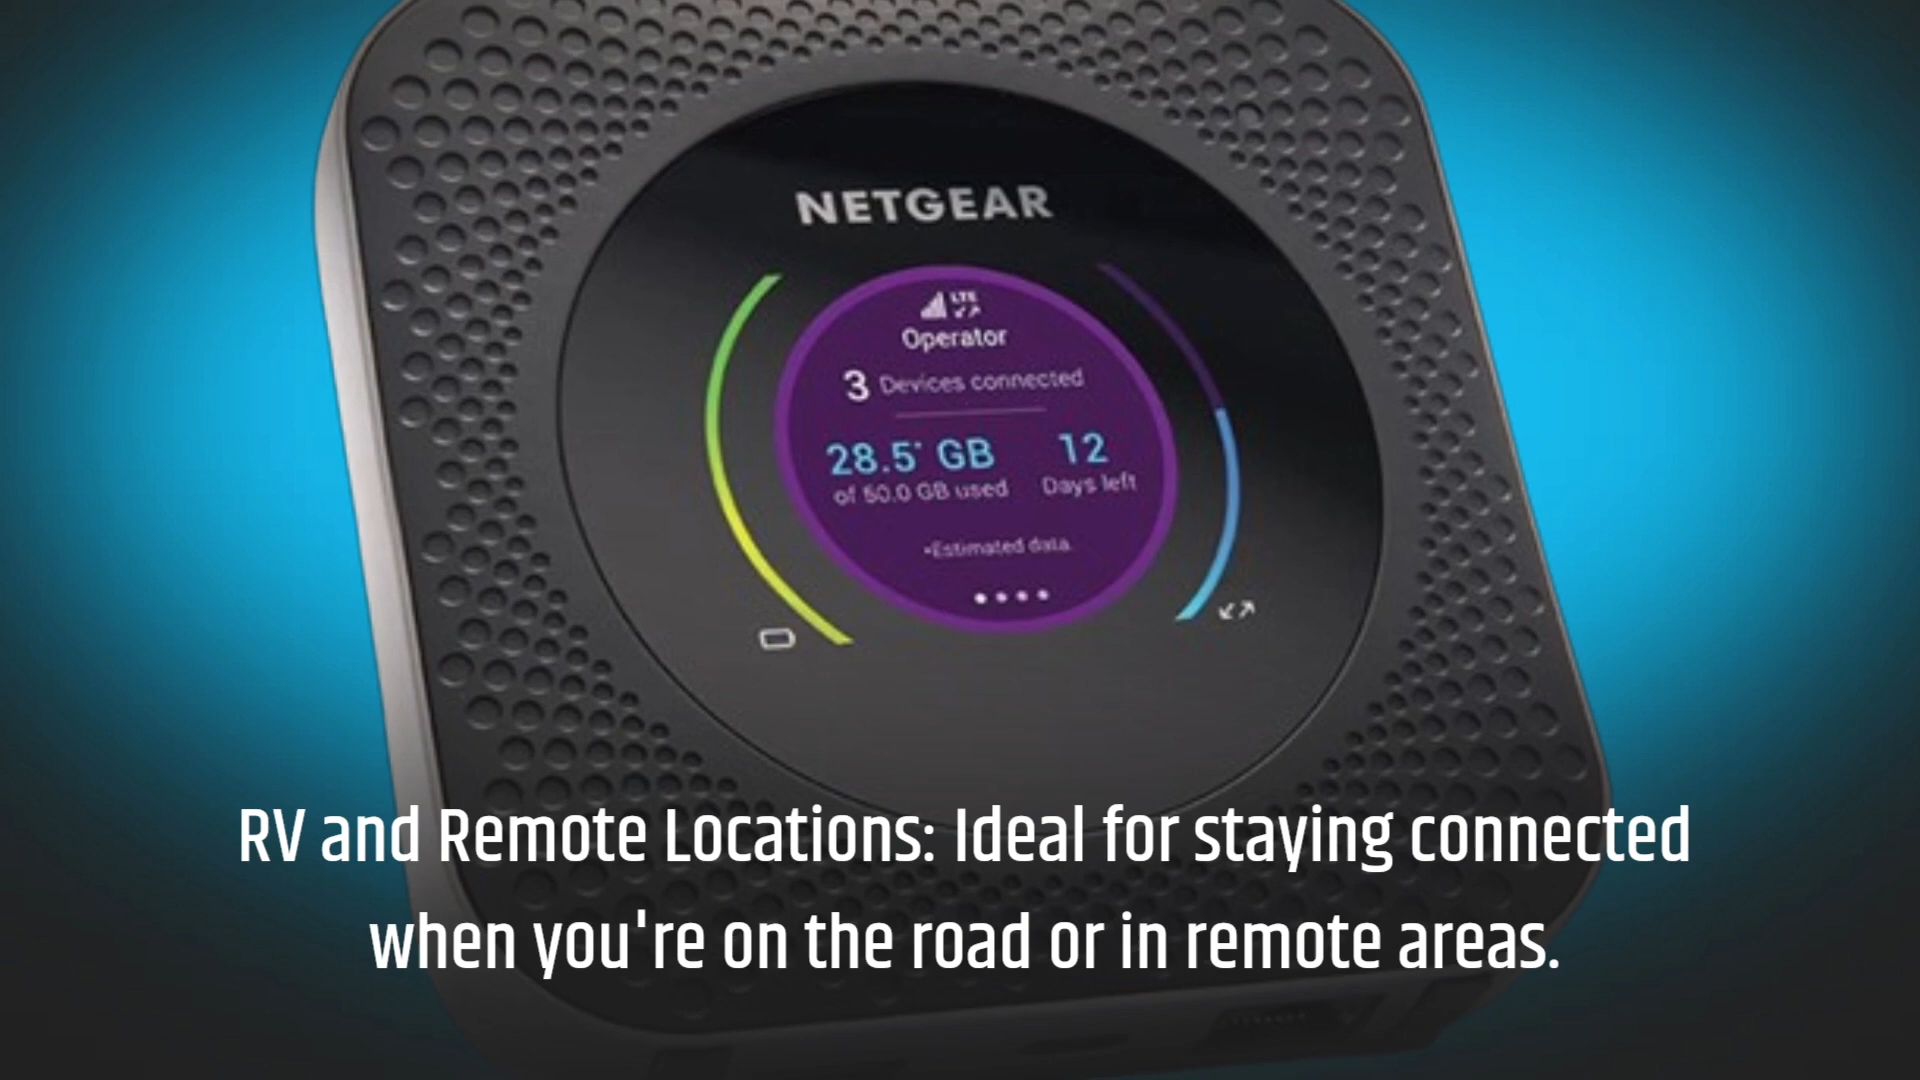 NETGEAR
LTE
Operator
3 Devices connected
28.5* GB 12
of 50.0 GB used Days left
*Estimated data
RV and Remote Locations: Ideal for staying connected
when you're on the road or in remote areas.